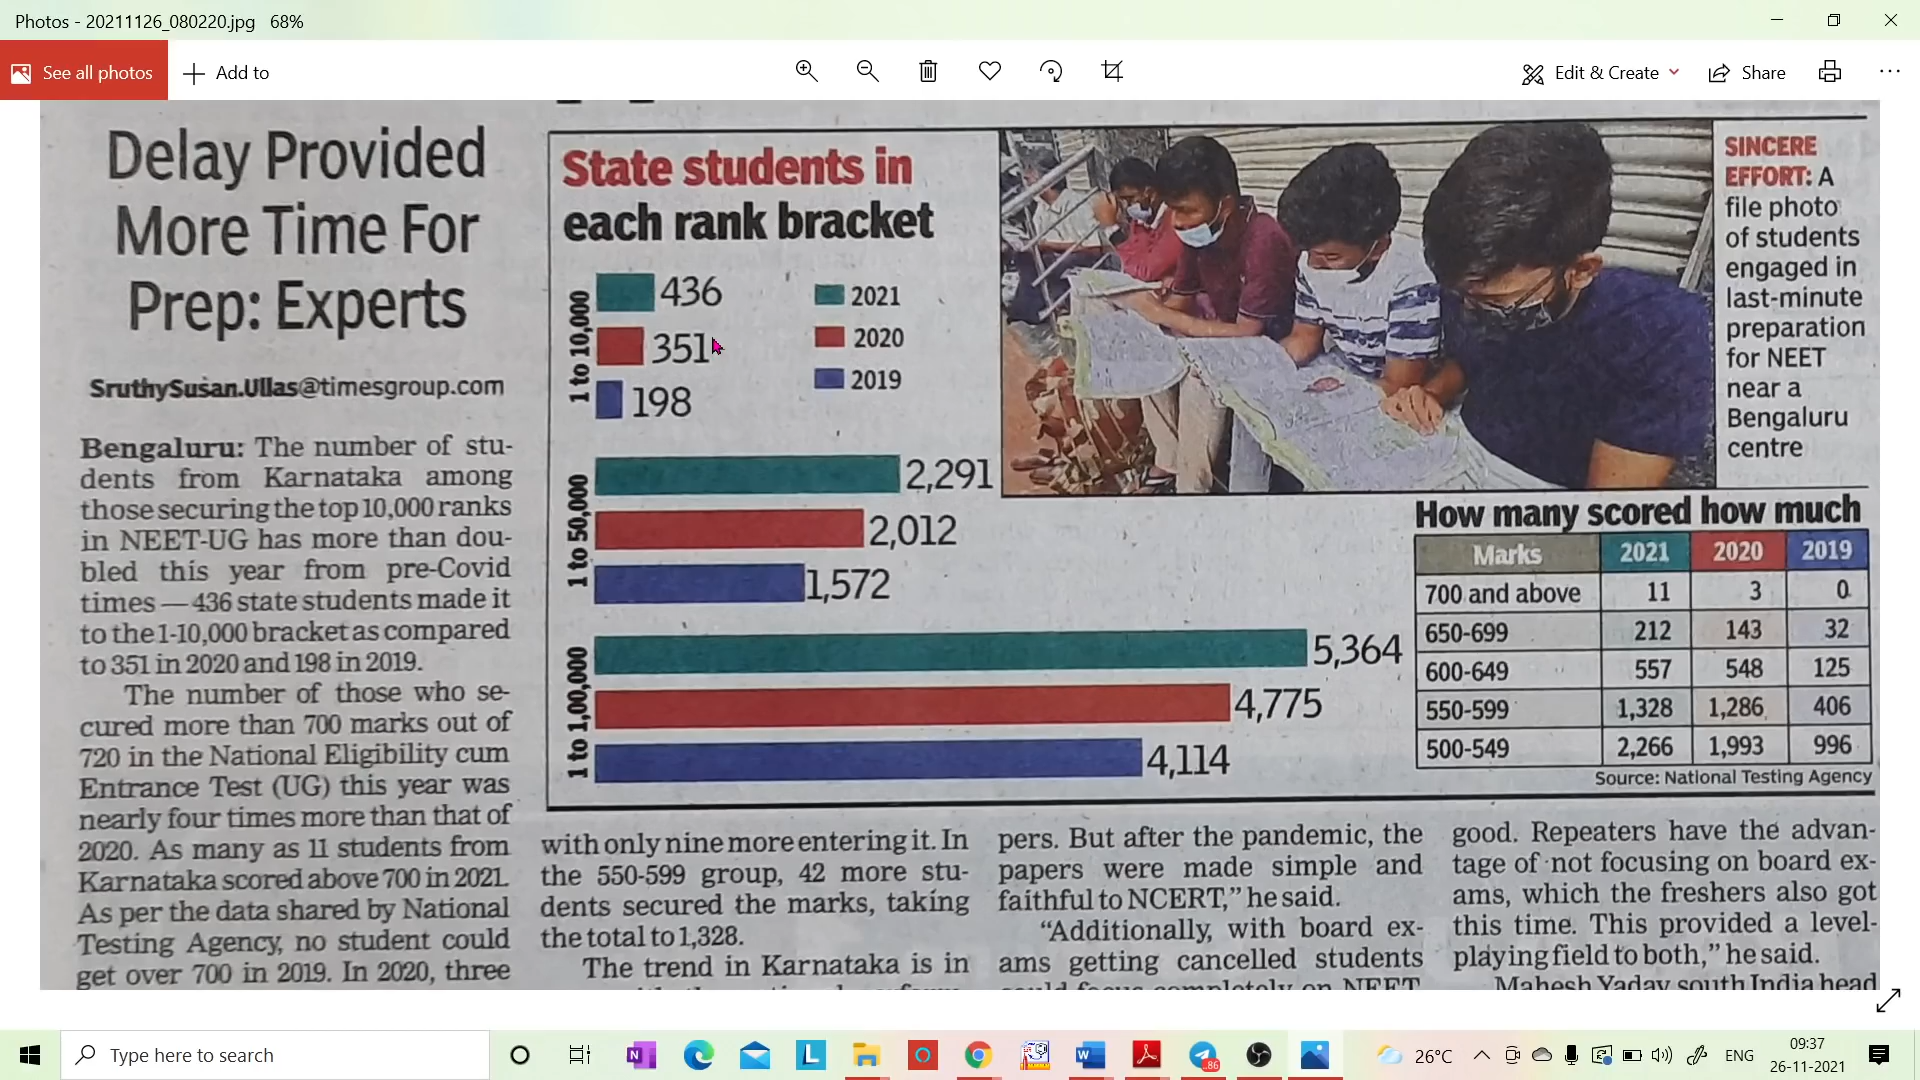 Photos - 20211126_080220.jpg 68%
See all photos
Add to
Edit & Create
Share
Delay Provided
More Time For
Prep: Experts
SruthySusan.Ullas@timesgroup.com
Bengaluru: The number of stu-
dents from Karnataka among
those securing the top 10,000 ranks
in NEET-UG has more than dou-
bled this year from pre-Covid
times — 436 state students made it
to the 1-10,000 bracket as compared
to 351 in 2020 and 198 in 2019.
The number of those who se-
cured more than 700 marks out of
720 in the National Eligibility cum
Entrance Test (UG) this year was
nearly four times more than that of
2020. As many as 11 students from
Karnataka scored above 700 in 2021.
As per the data shared by National
Testing Agency, no student could
get over 700 in 2019. In 2020, three
State students in
each rank bracket
1 to 10,000
436
351
198
2021
2020
2019
1 to 50,000
2,291
2,012
1,572
1 to 1,00,000
5,364
4,775
4,114
SINCERE
EFFORT: A
file photo
of students
engaged in
last-minute
preparation
for NEET
near a
Bengaluru
centre
How many scored how much
Marks 2021 2020 2019
700 and above 11 3 0
650-699 212 143 32
600-649 557 548 125
550-599 1,328 1,286 406
500-549 2,266 1,993 996
Source: National Testing Agency
with only nine more entering it. In
the 550-599 group, 42 more stu-
dents secured the marks, taking
the total to 1,328.
The trend in Karnataka is in
pers. But after the pandemic, the
papers were made simple and
faithful to NCERT,” he said.
“Additionally, with board ex-
ams getting cancelled students
could focus completely on NEET
good. Repeaters have the advan-
tage of not focusing on board ex-
ams, which the freshers also got
this time. This provided a level-
playing field to both,” he said.
Mahesh Yadav south India head
Type here to search
26°C
ENG
09:37
26-11-2021